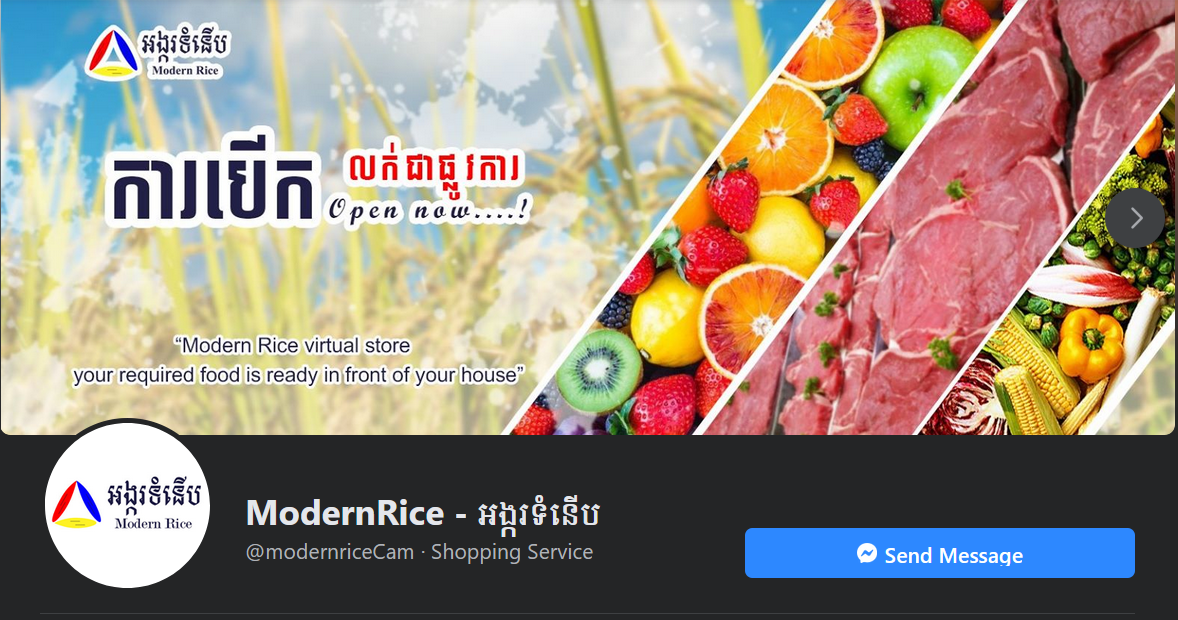 អង្ករទំនើប
Modern Rice
ការបើក
លក់ជាផ្លូវការ
Open now....!
“Modern Rice virtual store
your required food is ready in front of your house”
អង្ករទំនើប
Modern Rice
ModernRice - អង្ករទំនើប
@modernriceCam · Shopping Service
Send Message